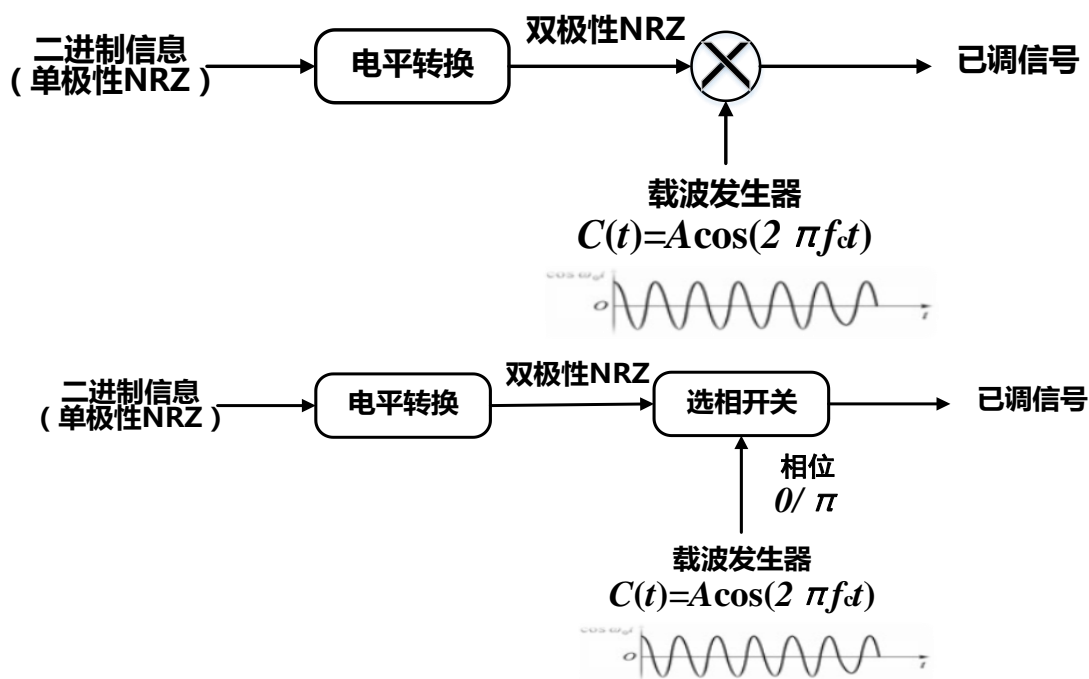 二进制信息
（单极性NRZ）
电平转换
双极性NRZ
已调信号
载波发生器
C(t)=Acos(2 πfct)
O
t
二进制信息
（单极性NRZ）
电平转换
双极性NRZ
选相开关
已调信号
相位
0/ π
载波发生器
C(t)=Acos(2 πfct)
O
t